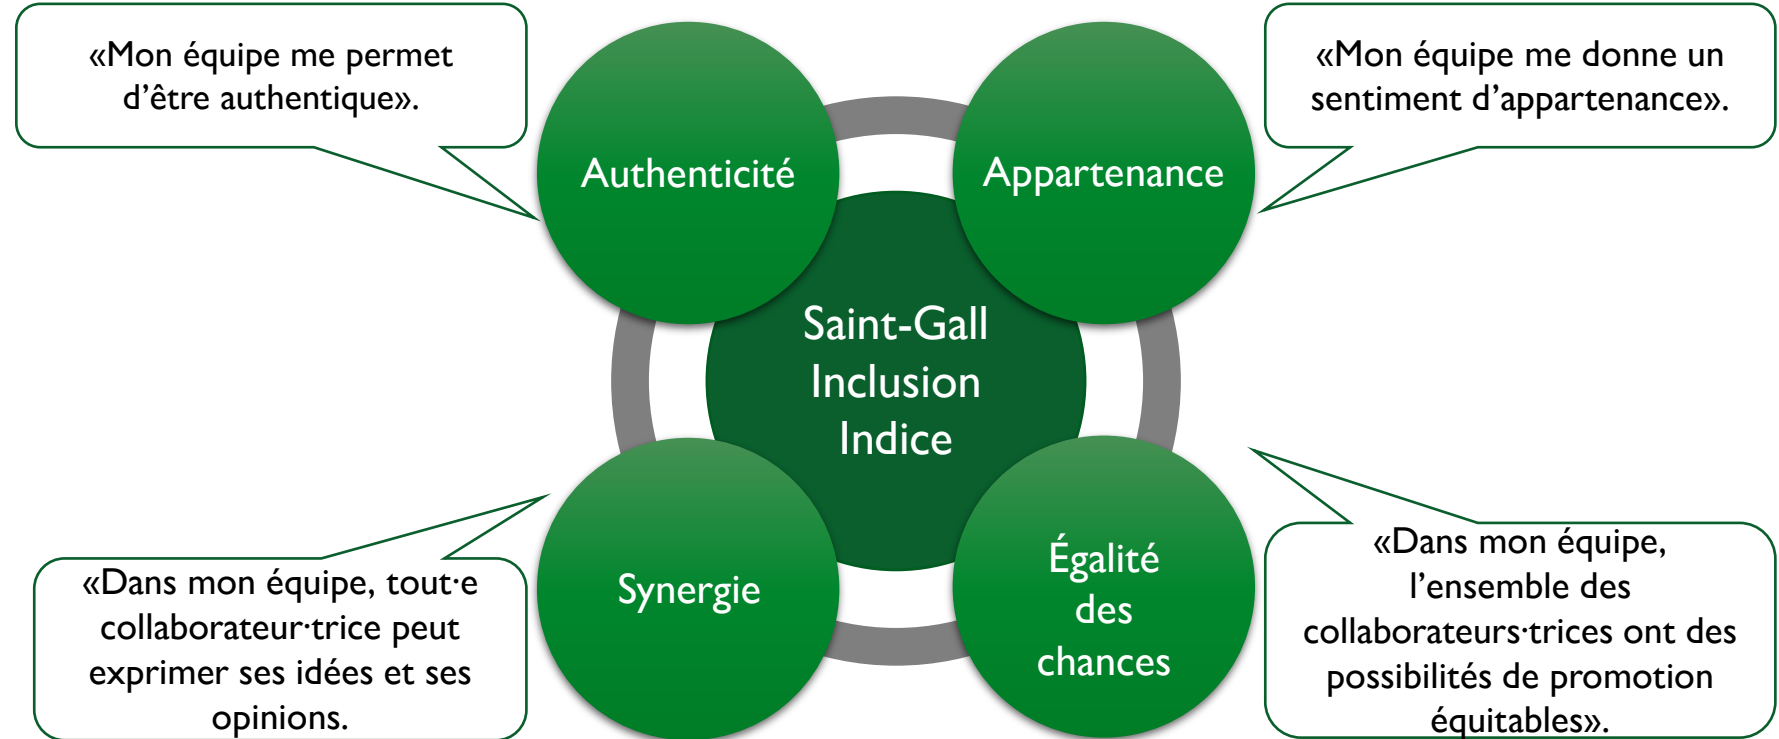 «Mon équipe me permet
d’être authentique».
Authenticité
Appartenance
«Mon équipe me donne un
sentiment d’appartenance».
Saint-Gall
Inclusion
Indice
«Dans mon équipe, tout·e
collaborateur·trice peut
exprimer ses idées et ses
opinions.
Synergie
Égalité
des
chances
«Dans mon équipe,
l’ensemble des
collaborateurs·trices ont des
possibilités de promotion
équitables».